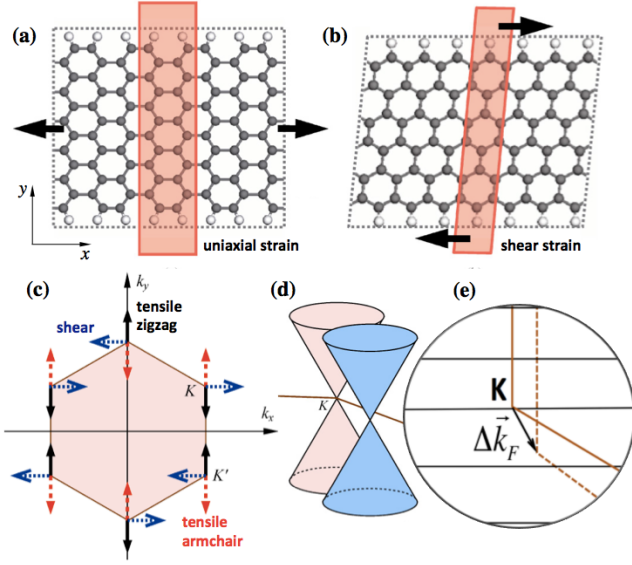 (a)
(b)
y
x
uniaxial strain
shear strain
(c)
k_y
tensile
zigzag
shear
K
k_x
K'
tensile
armchair
(d)
K
(e)
K
Δk⃗_F